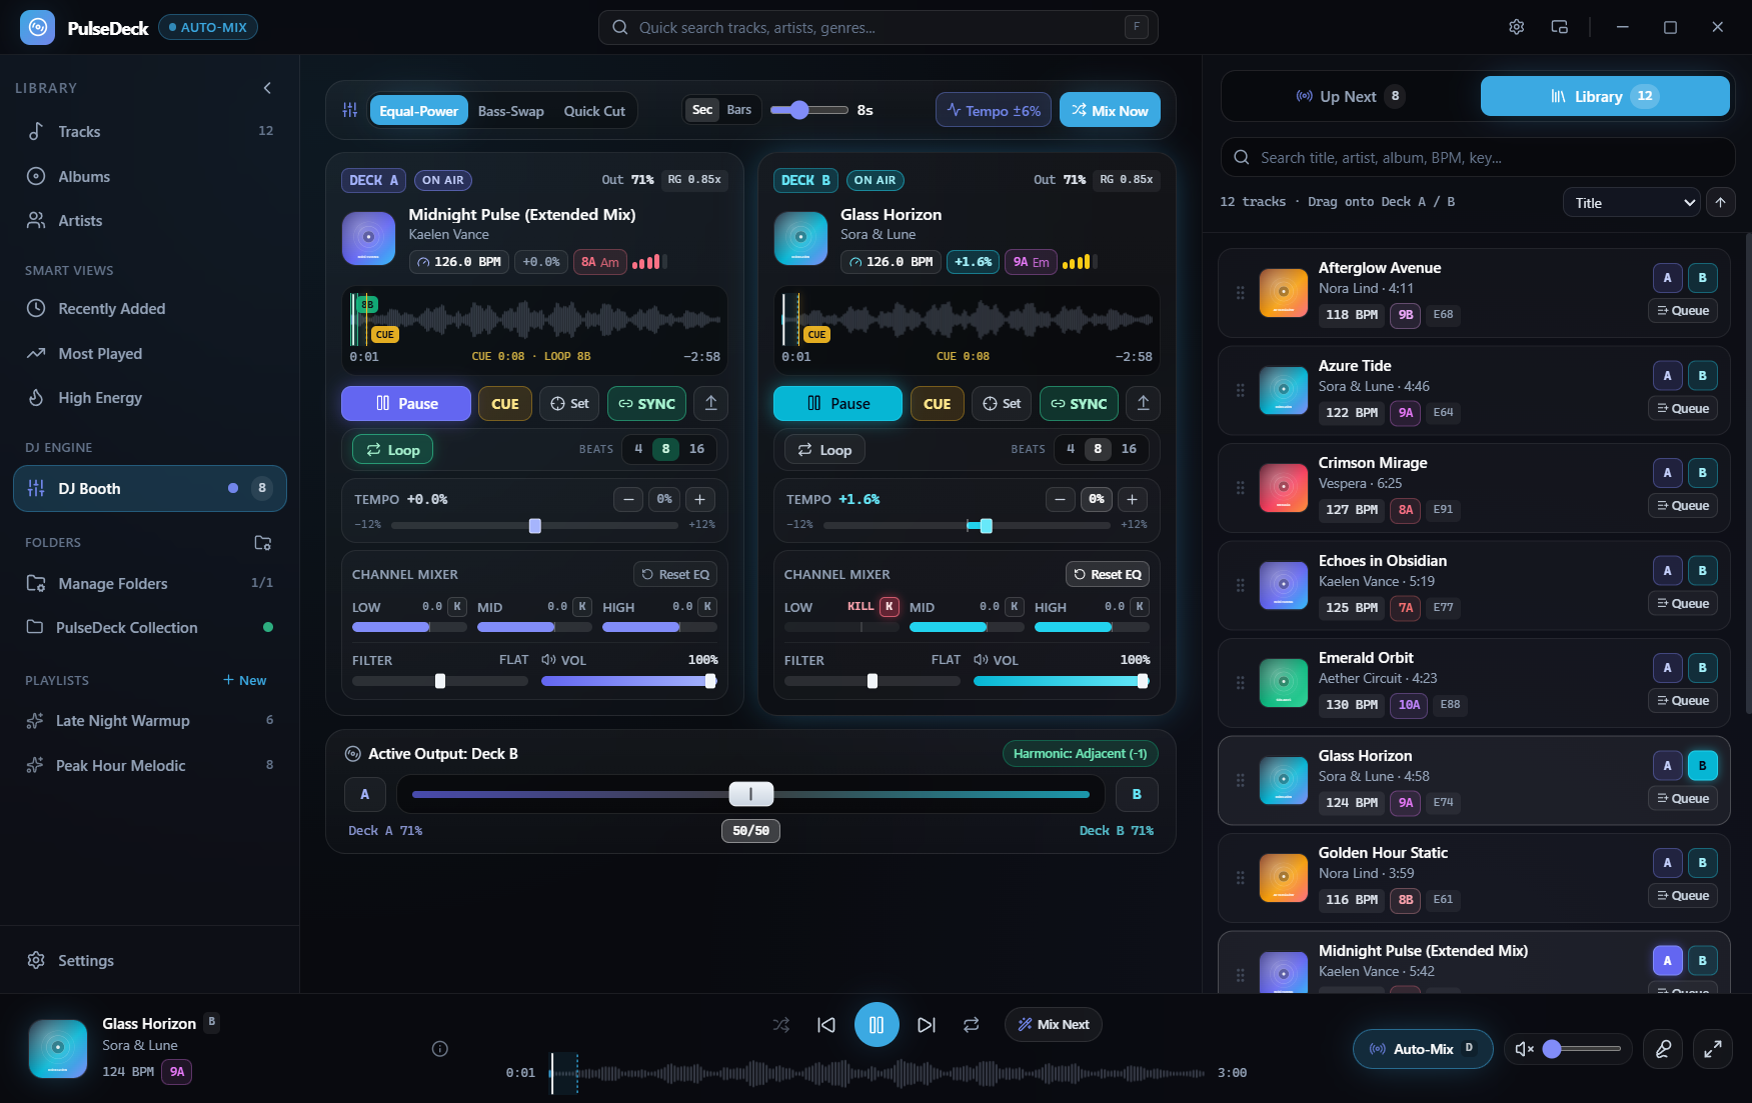 PulseDeck
AUTO-MIX
Quick search tracks, artists, genres...
F
LIBRARY
Tracks 12
Albums
Artists
SMART VIEWS
Recently Added
Most Played
High Energy
DJ ENGINE
DJ Booth 8
FOLDERS
Manage Folders 1/1
PulseDeck Collection
PLAYLISTS + New
Late Night Warmup 6
Peak Hour Melodic 8
Settings
Equal-Power Bass-Swap Quick Cut Sec Bars 8s Tempo ±6% Mix Now
DECK A ON AIR Out 71% RG 0.85x
Midnight Pulse (Extended Mix)
Kaelen Vance
126.0 BPM +0.0% 8A Am
8B
CUE
0:01 CUE 0:08 · LOOP 8B −2:58
Pause CUE Set SYNC
Loop BEATS 4 8 16
TEMPO +0.0% − 0% +
−12% +12%
CHANNEL MIXER Reset EQ
LOW 0.0 K MID 0.0 K HIGH 0.0 K
FILTER FLAT VOL 100%
DECK B ON AIR Out 71% RG 0.85x
Glass Horizon
Sora & Lune
126.0 BPM +1.6% 9A Em
CUE
0:01 CUE 0:08 −2:58
Pause CUE Set SYNC
Loop BEATS 4 8 16
TEMPO +1.6% − 0% +
−12% +12%
CHANNEL MIXER Reset EQ
LOW KILL K MID 0.0 K HIGH 0.0 K
FILTER FLAT VOL 100%
Active Output: Deck B Harmonic: Adjacent (-1)
A B
Deck A 71% 50/50 Deck B 71%
Up Next 8 Library 12
Search title, artist, album, BPM, key...
12 tracks · Drag onto Deck A / B Title
Afterglow Avenue A B
Nora Lind · 4:11
118 BPM 9B E68 Queue
Azure Tide A B
Sora & Lune · 4:46
122 BPM 9A E64 Queue
Crimson Mirage A B
Vespera · 6:25
127 BPM 8A E91 Queue
Echoes in Obsidian A B
Kaelen Vance · 5:19
125 BPM 7A E77 Queue
Emerald Orbit A B
Aether Circuit · 4:23
130 BPM 10A E88 Queue
Glass Horizon A B
Sora & Lune · 4:58
124 BPM 9A E74 Queue
Golden Hour Static A B
Nora Lind · 3:59
116 BPM 8B E61 Queue
Midnight Pulse (Extended Mix) A B
Kaelen Vance · 5:42
Queue
Glass Horizon B
Sora & Lune
124 BPM 9A
Mix Next
0:01 3:00
Auto-Mix D